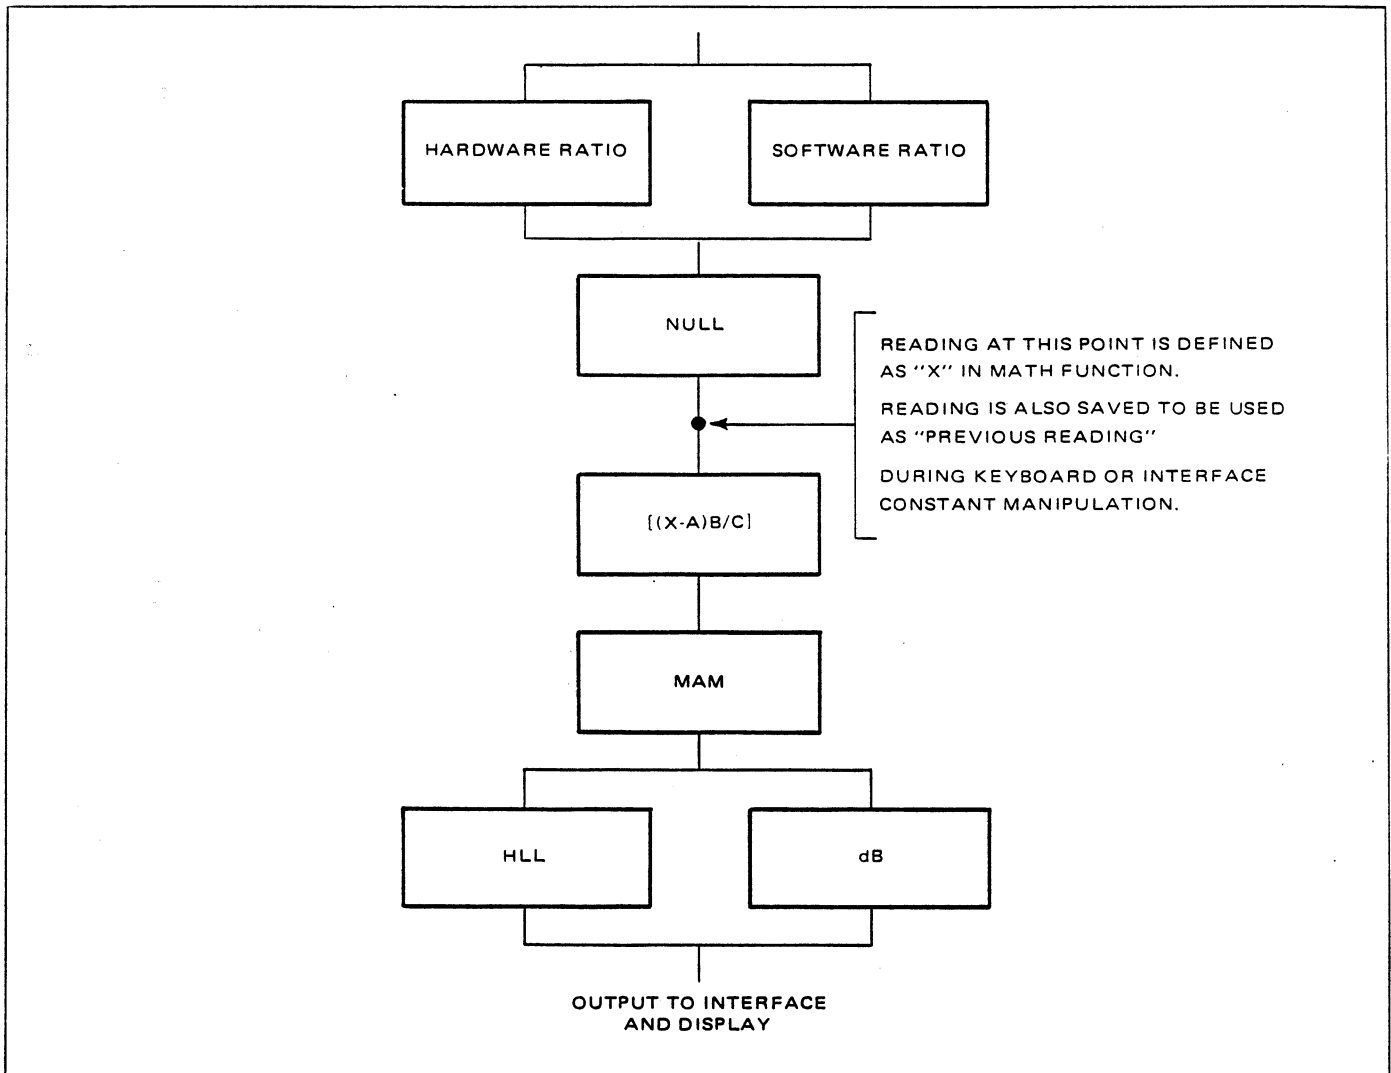 HARDWARE RATIO
SOFTWARE RATIO
NULL
READING AT THIS POINT IS DEFINED
AS "X" IN MATH FUNCTION.
READING IS ALSO SAVED TO BE USED
AS "PREVIOUS READING"
DURING KEYBOARD OR INTERFACE
CONSTANT MANIPULATION.
[(X-A)B/C]
MAM
HLL
dB
OUTPUT TO INTERFACE
AND DISPLAY